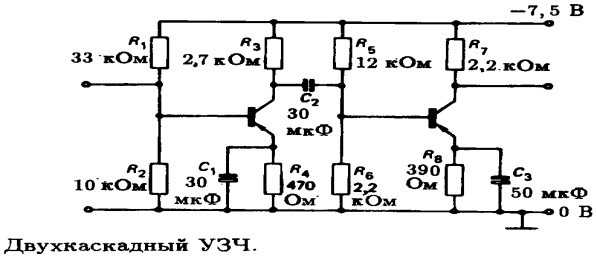 −7,5 В
R1
33 кОм
R3
2,7 кОм
R5
12 кОм
R7
2,2 кОм
C2
30
мкФ
R2
10 кОм
C1
30
мкФ
R4
470
Ом
R6
2,2
кОм
R8
390
Ом
C3
50 мкФ
0 В
Двухкаскадный УЗЧ.